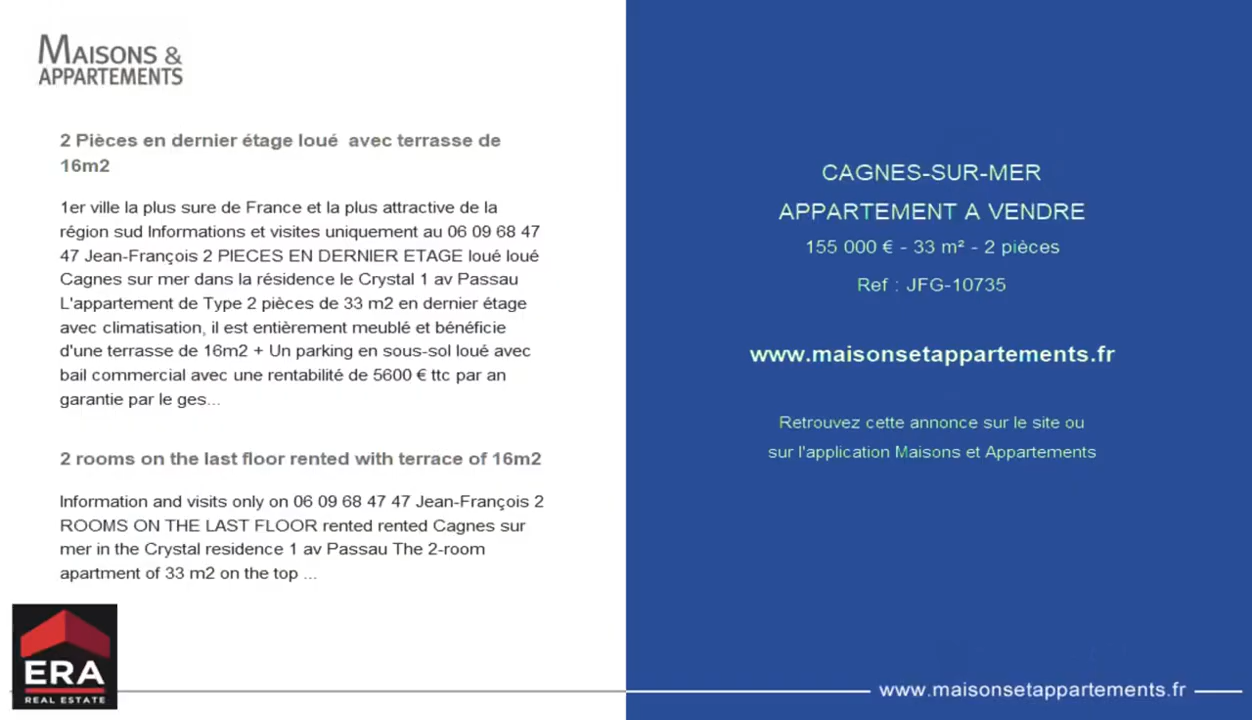 MAISONS &
APPARTEMENTS
2 Pièces en dernier étage loué  avec terrasse de
16m2
1er ville la plus sure de France et la plus attractive de la
région sud Informations et visites uniquement au 06 09 68 47
47 Jean-François 2 PIECES EN DERNIER ETAGE loué loué
Cagnes sur mer dans la résidence le Crystal 1 av Passau
L'appartement de Type 2 pièces de 33 m2 en dernier étage
avec climatisation, il est entièrement meublé et bénéficie
d'une terrasse de 16m2 + Un parking en sous-sol loué avec
bail commercial avec une rentabilité de 5600 € ttc par an
garantie par le ges...
2 rooms on the last floor rented with terrace of 16m2
Information and visits only on 06 09 68 47 47 Jean-François 2
ROOMS ON THE LAST FLOOR rented rented Cagnes sur
mer in the Crystal residence 1 av Passau The 2-room
apartment of 33 m2 on the top ...
ERA
REAL ESTATE
CAGNES-SUR-MER
APPARTEMENT A VENDRE
155 000 € - 33 m² - 2 pièces
Ref : JFG-10735
www.maisonsetappartements.fr
Retrouvez cette annonce sur le site ou
sur l'application Maisons et Appartements
www.maisonsetappartements.fr